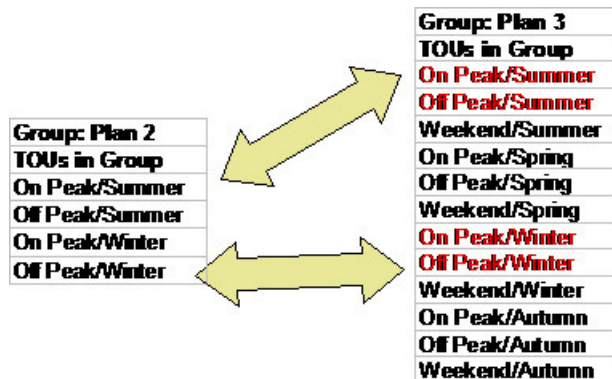 Group: Plan 2
TOUs in Group
On Peak/Summer
Off Peak/Summer
On Peak/Winter
Off Peak/Winter
Group: Plan 3
TOUs in Group
On Peak/Summer
Off Peak/Summer
Weekend/Summer
On Peak/Spring
Off Peak/Spring
Weekend/Spring
On Peak/Winter
Off Peak/Winter
Weekend/Winter
On Peak/Autumn
Off Peak/Autumn
Weekend/Autumn